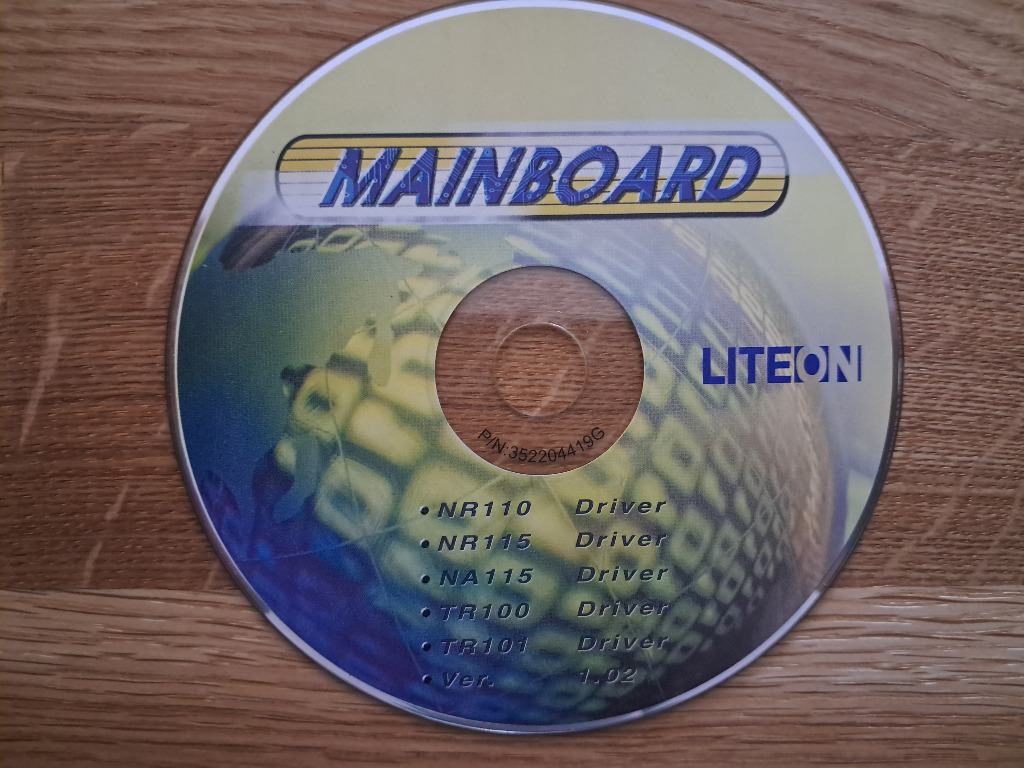 MAINBOARD
LITEON
P/N:352204419G
• NR110 Driver
• NR115 Driver
• NA115 Driver
• TR100 Driver
• TR101 Driver
• Ver. 1.02